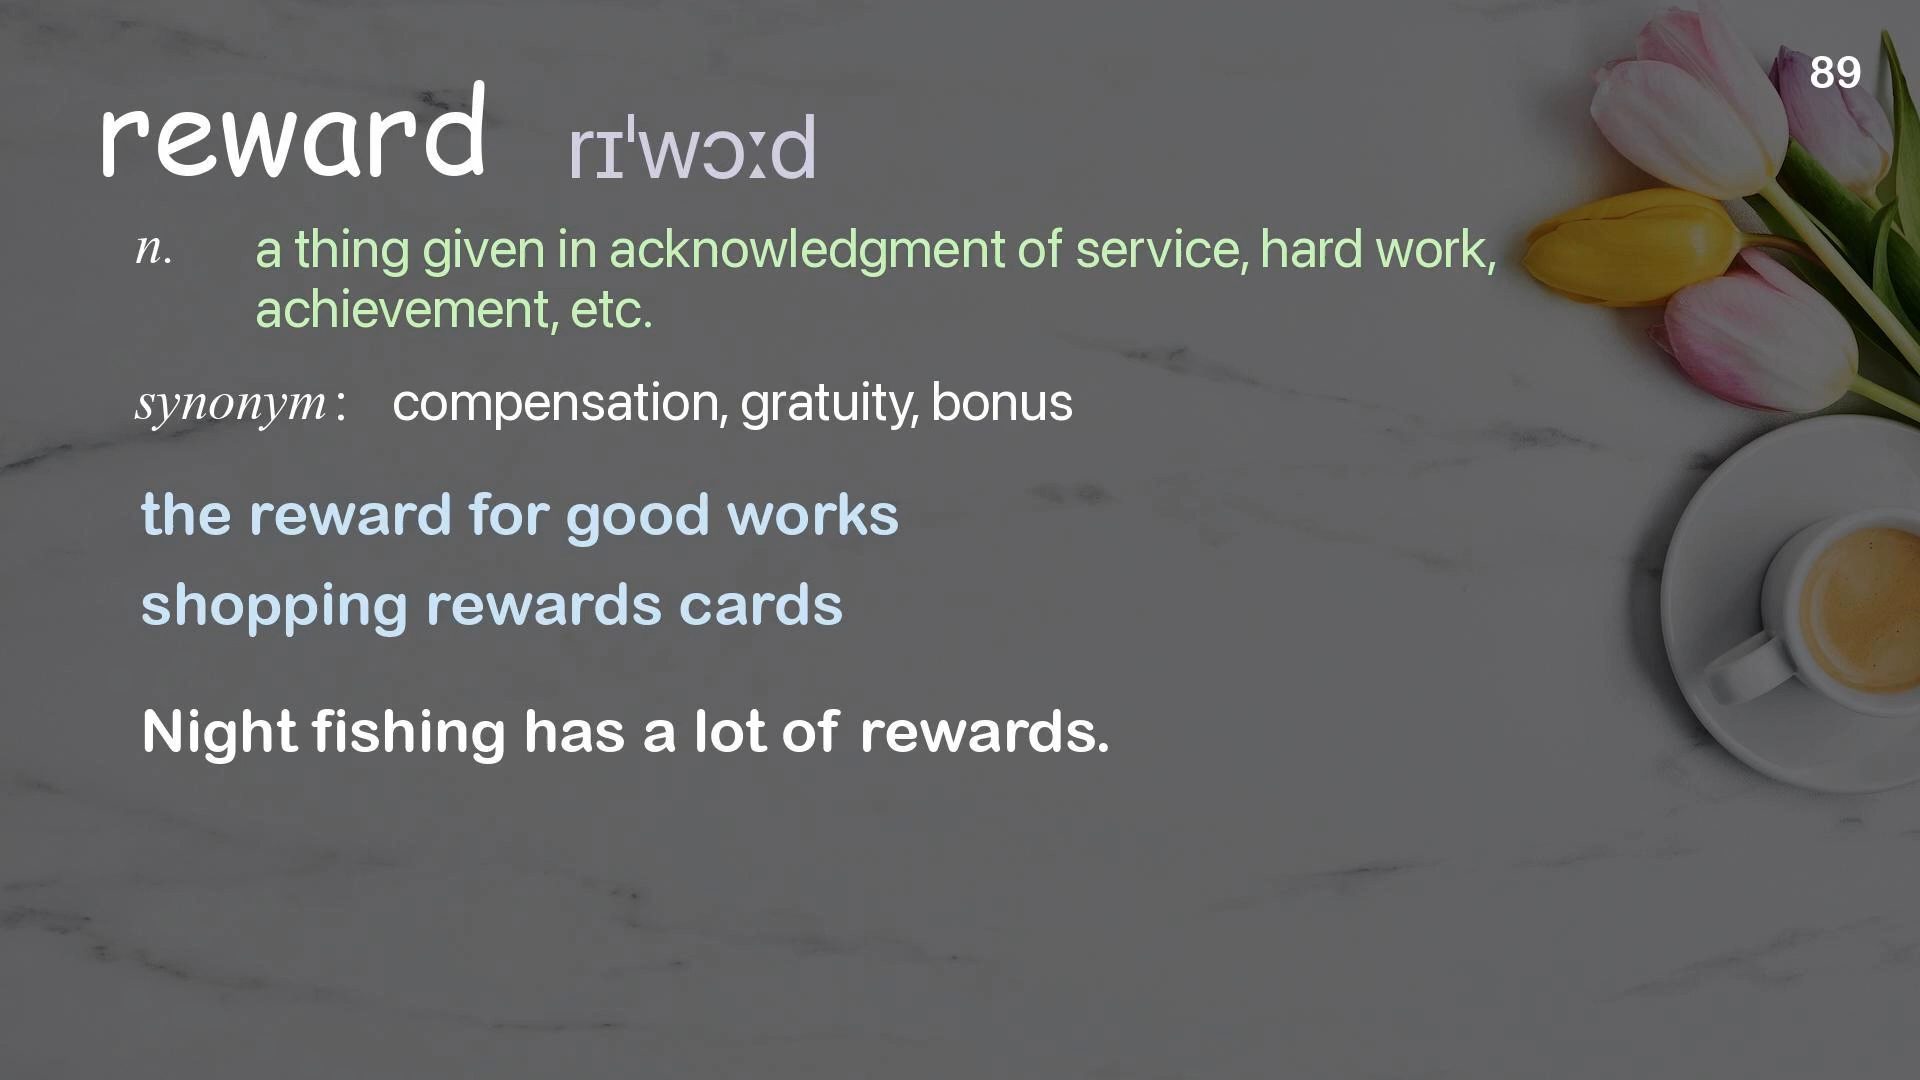 89
reward rɪˈwɔːd
n. a thing given in acknowledgment of service, hard work,
achievement, etc.
synonym: compensation, gratuity, bonus
the reward for good works
shopping rewards cards
Night fishing has a lot of rewards.